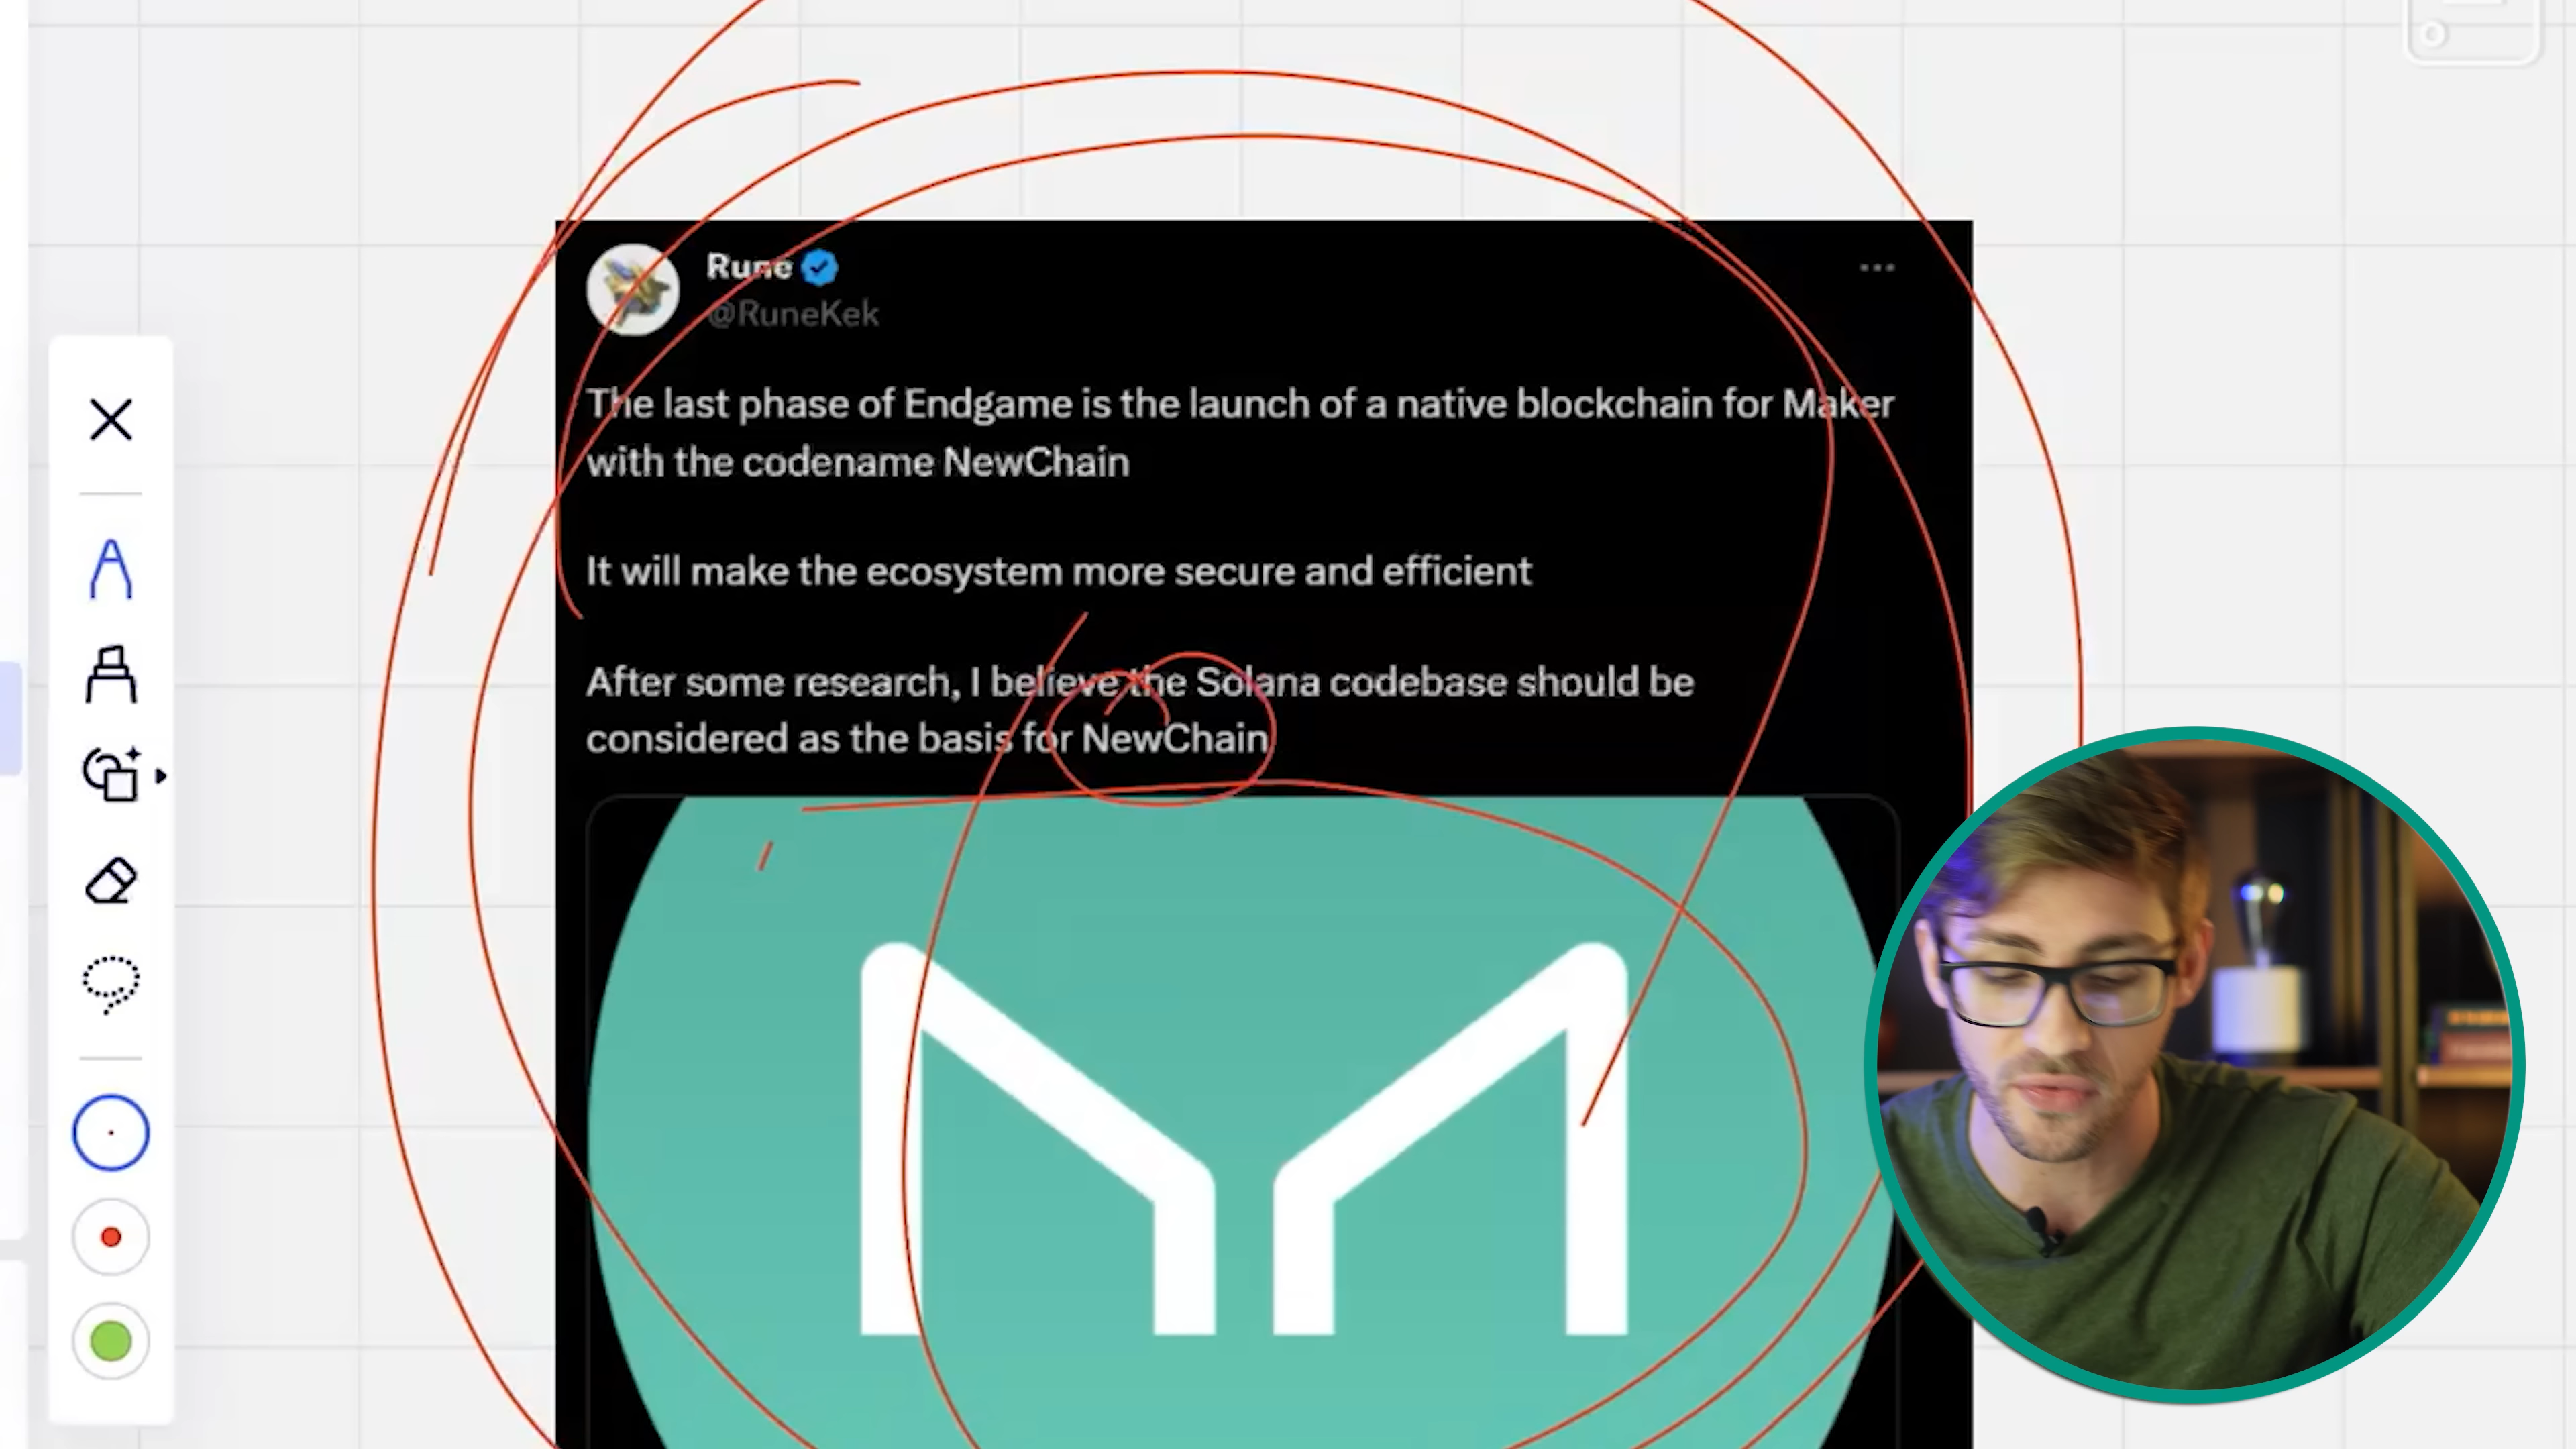 Rune
@RuneKek
The last phase of Endgame is the launch of a native blockchain for Maker
with the codename NewChain
It will make the ecosystem more secure and efficient
After some research, I believe the Solana codebase should be
considered as the basis for NewChain